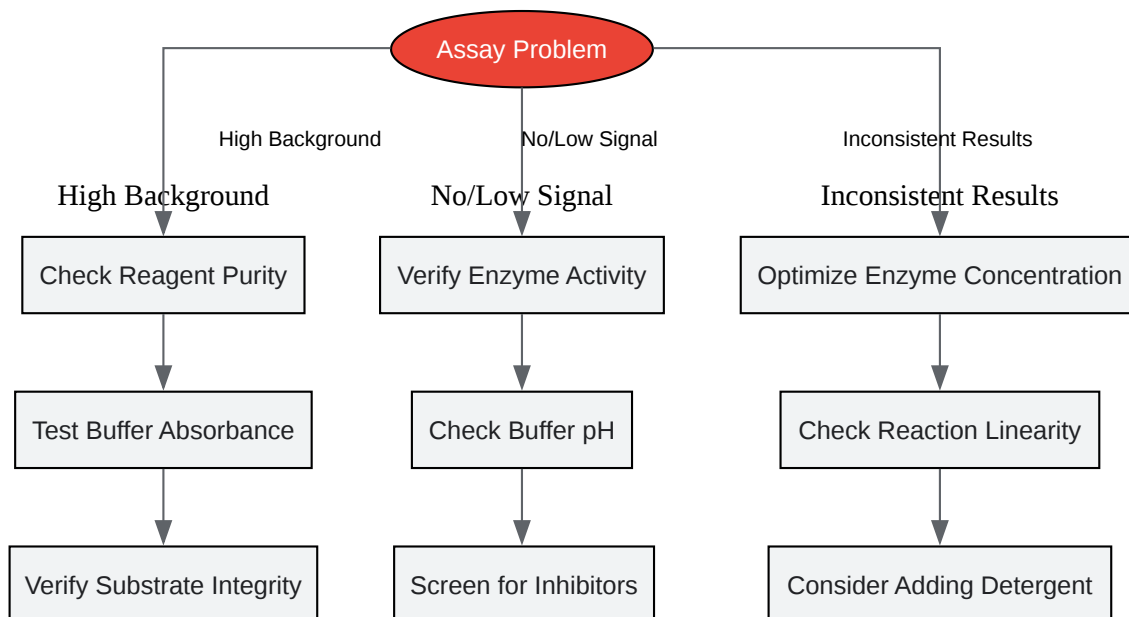 Assay Problem
High Background
No/Low Signal
Inconsistent Results
High Background
No/Low Signal
Inconsistent Results
Check Reagent Purity
Verify Enzyme Activity
Optimize Enzyme Concentration
Test Buffer Absorbance
Check Buffer pH
Check Reaction Linearity
Verify Substrate Integrity
Screen for Inhibitors
Consider Adding Detergent